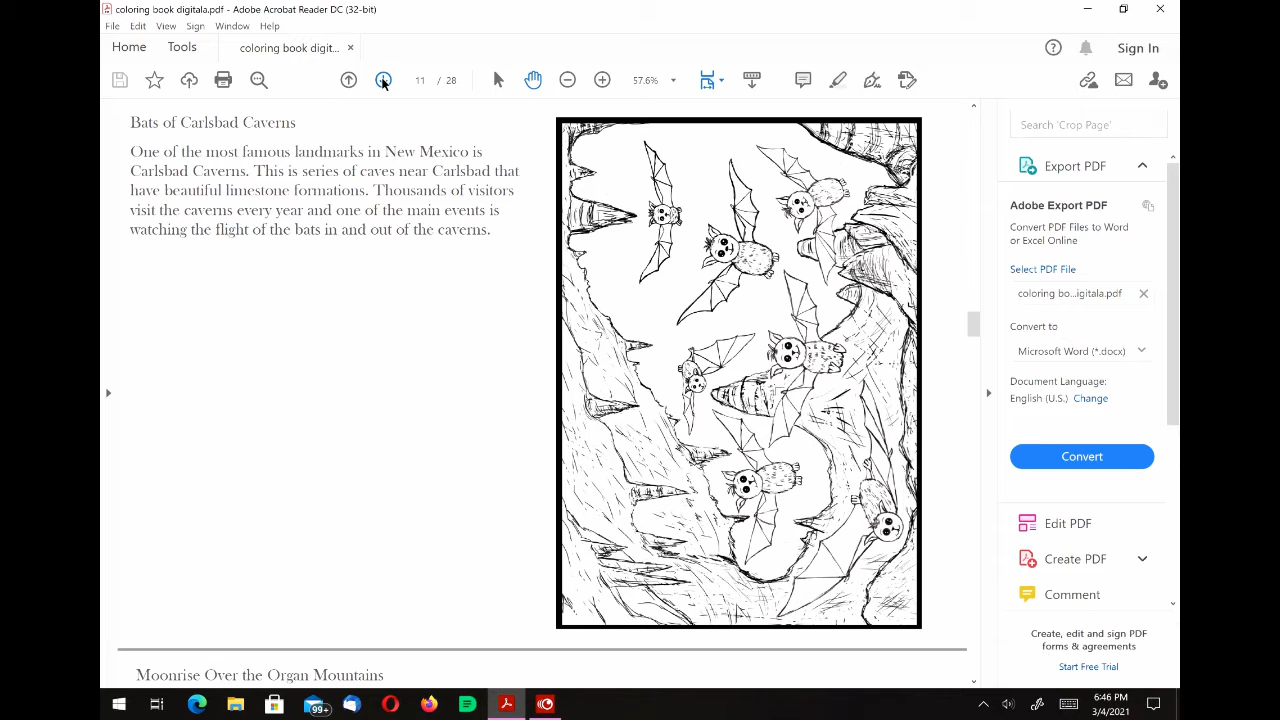 coloring book digitala.pdf - Adobe Acrobat Reader DC (32-bit)
File Edit View Sign Window Help
Home Tools coloring book digit... Sign In
11 / 28 57.6%
Bats of Carlsbad Caverns
One of the most famous landmarks in New Mexico is
Carlsbad Caverns. This is series of caves near Carlsbad that
have beautiful limestone formations. Thousands of visitors
visit the caverns every year and one of the main events is
watching the flight of the bats in and out of the caverns.
Moonrise Over the Organ Mountains
Search 'Crop Page'
Export PDF
Adobe Export PDF
Convert PDF Files to Word
or Excel Online
Select PDF File
coloring bo...igitala.pdf
Convert to
Microsoft Word (*.docx)
Document Language:
English (U.S.) Change
Convert
Edit PDF
Create PDF
Comment
Create, edit and sign PDF
forms & agreements
Start Free Trial
99+
6:46 PM
3/4/2021